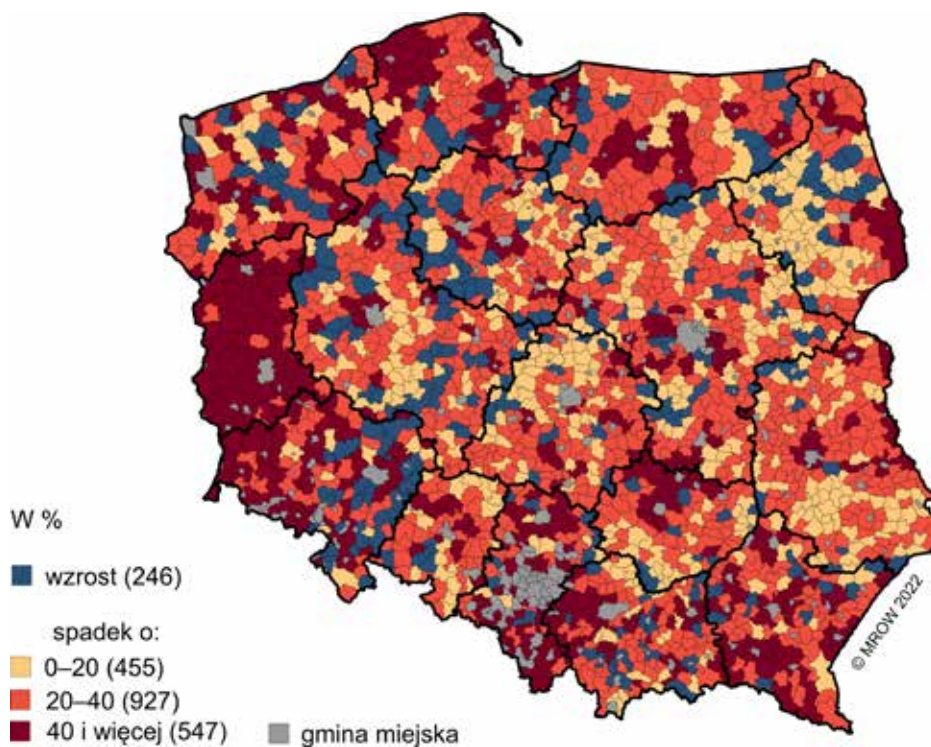 W %
wzrost (246)
spadek o:
0–20 (455)
20–40 (927)
40 i więcej (547)
gmina miejska
© MROW 2022